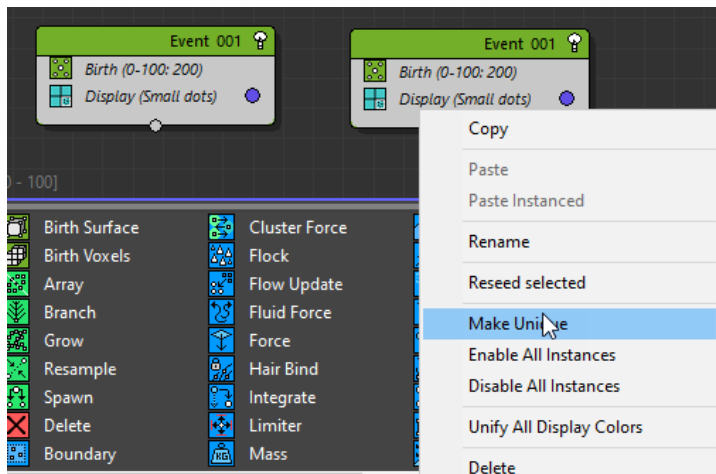 Event 001
Birth (0-100: 200)
Display (Small dots)
Event 001
Birth (0-100: 200)
Display (Small dots)
- 100]
Birth Surface
Birth Voxels
Array
Branch
Grow
Resample
Spawn
Delete
Boundary
Cluster Force
Flock
Flow Update
Fluid Force
Force
Hair Bind
Integrate
Limiter
KG
Mass
Copy
Paste
Paste Instanced
Rename
Reseed selected
Make Unique
Enable All Instances
Disable All Instances
Unify All Display Colors
Delete